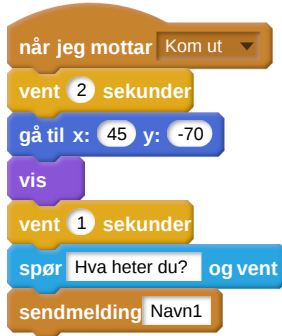 når jeg mottar Kom ut
vent 2 sekunder
gå til x: 45 y: -70
vis
vent 1 sekunder
spør Hva heter du? og vent
sendmelding Navn1